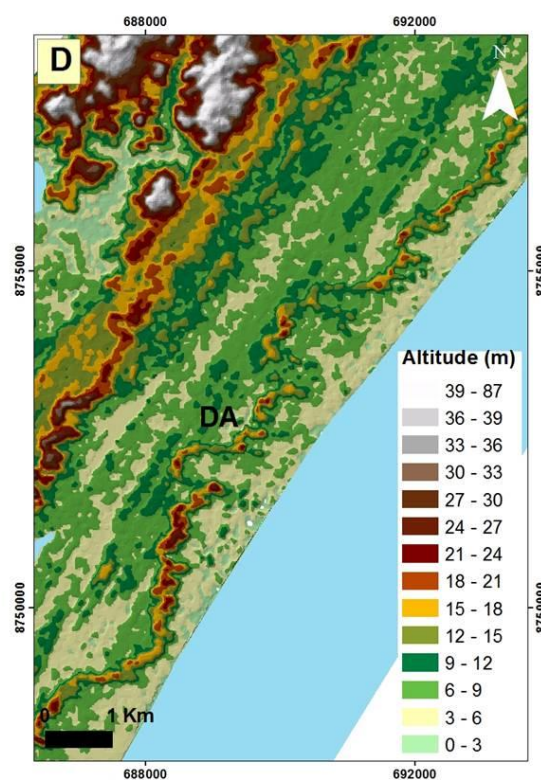 688000 692000
D
N
8755000 8755000
Altitude (m)
39 - 87
36 - 39
33 - 36
30 - 33
27 - 30
24 - 27
21 - 24
18 - 21
15 - 18
12 - 15
9 - 12
6 - 9
3 - 6
0 - 3
DA
8750000 8750000
0 1 Km
688000 692000